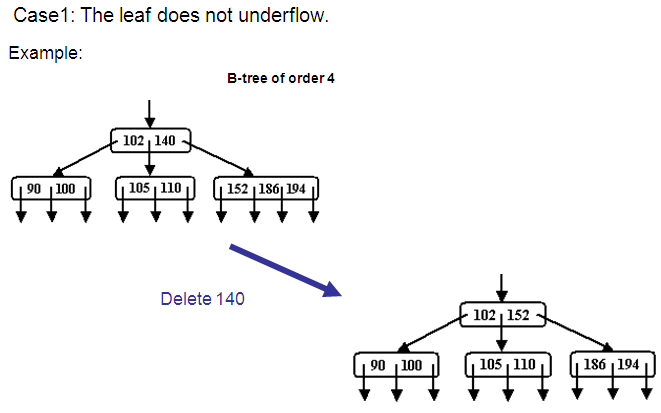 Case1: The leaf does not underflow.
Example:
B-tree of order 4
102 140
90 100 105 110 152 186 194
Delete 140
102 152
90 100 105 110 186 194